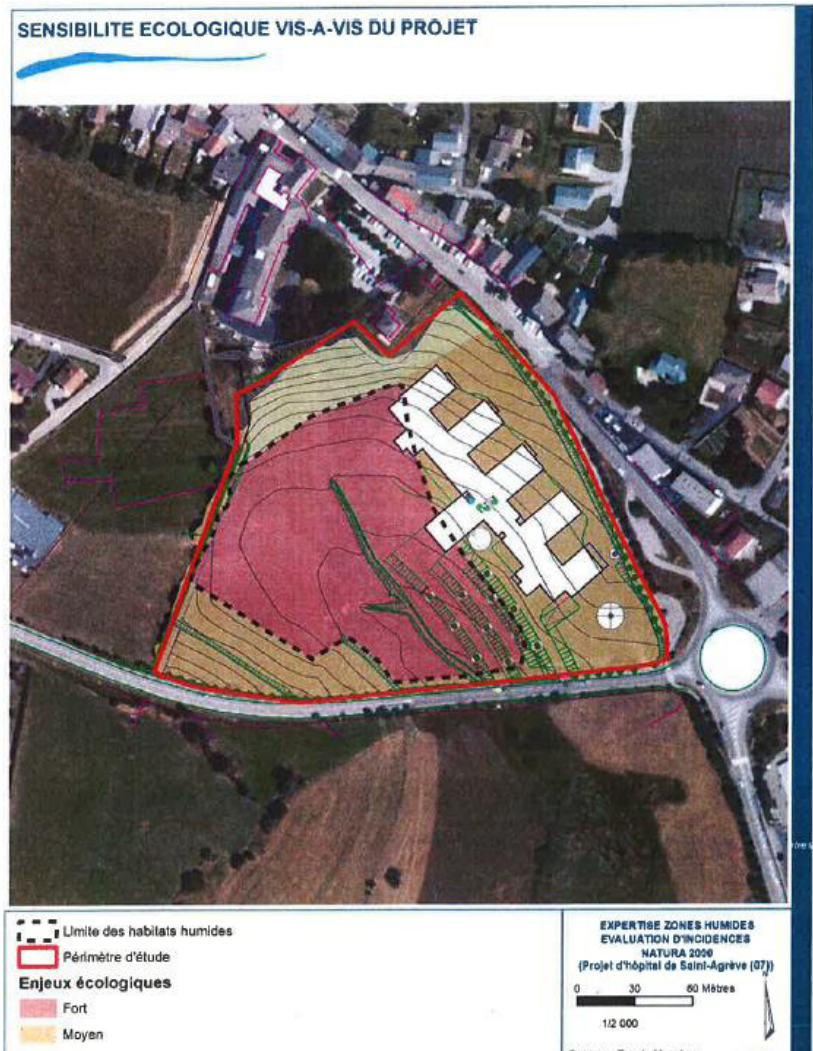 SENSIBILITE ECOLOGIQUE VIS-A-VIS DU PROJET
Limite des habitats humides
Périmètre d'étude
Enjeux écologiques
Fort
Moyen
EXPERTISE ZONES HUMIDES
EVALUATION D'INCIDENCES
NATURA 2000
(Projet d'hôpital de Saint-Agrève (07))
0 30 60 Mètres
N
1/2 000